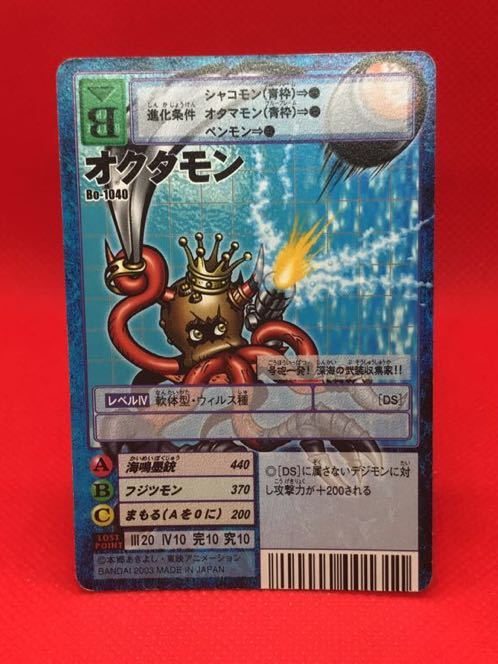 B
進化条件
シャコモン(青枠)⇒
オタマモン(青枠)⇒
ペンモン⇒
オクタモン
Bo-1040
号砲一発! 深海の武装収集家!!
レベルⅣ 軟体型・ウィルス種 [DS]
A 海鳴墨銃 440
B フジツモン 370
C まもる(Aを0に) 200
LOST POINT Ⅲ20 Ⅳ10 完10 究10
◎[DS]に属さないデジモンに対
し攻撃力が+200される
©本郷あきよし・東映アニメーション
BANDAI 2003 MADE IN JAPAN